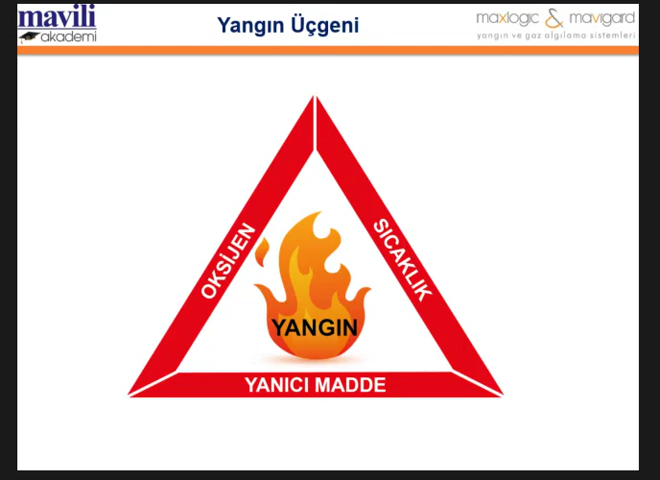 mavili
akademi
Yangın Üçgeni
maxlogic & mavigard
yangın ve gaz algılama sistemleri
OKSİJEN
SICAKLIK
YANGIN
YANICI MADDE